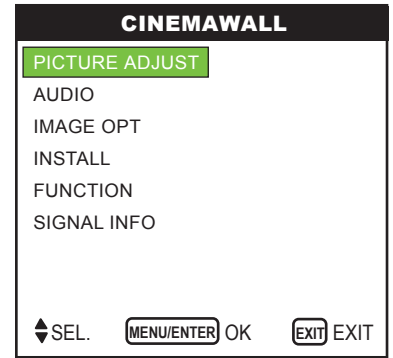 CINEMAWALL
PICTURE ADJUST
AUDIO
IMAGE OPT
INSTALL
FUNCTION
SIGNAL INFO
SEL. MENU/ENTER OK EXIT EXIT